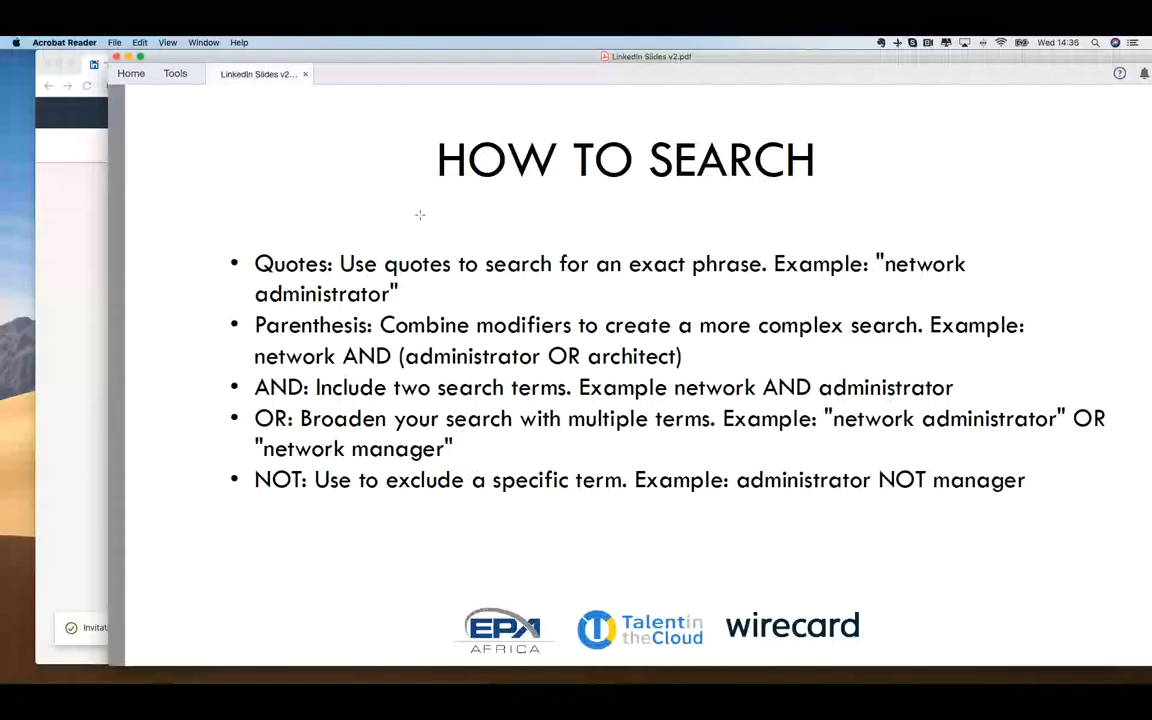 Acrobat Reader File Edit View Window Help Wed 14:36
LinkedIn Slides v2.pdf
Home Tools LinkedIn Slides v2... ×
HOW TO SEARCH
• Quotes: Use quotes to search for an exact phrase. Example: "network
administrator"
• Parenthesis: Combine modifiers to create a more complex search. Example:
network AND (administrator OR architect)
• AND: Include two search terms. Example network AND administrator
• OR: Broaden your search with multiple terms. Example: "network administrator" OR
"network manager"
• NOT: Use to exclude a specific term. Example: administrator NOT manager
Invitat
EPA
AFRICA
Talentin
theCloud
wirecard